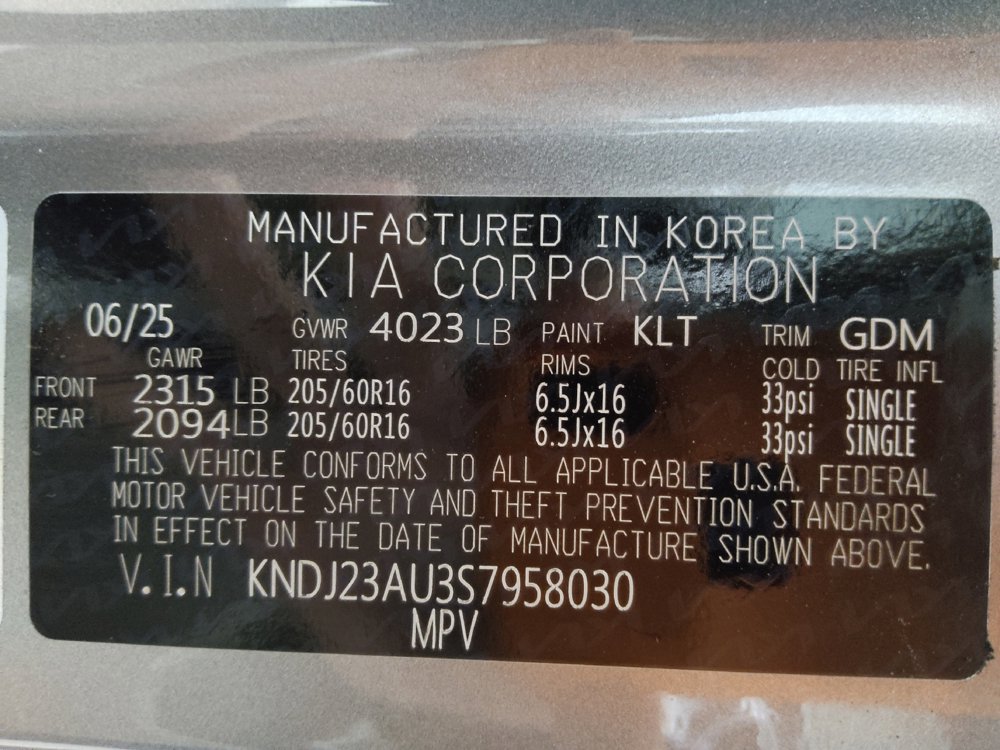 MANUFACTURED IN KOREA BY
KIA CORPORATION
06/25 GVWR 4023 LB PAINT KLT TRIM GDM
GAWR TIRES RIMS COLD TIRE INFL
FRONT 2315 LB 205/60R16 6.5Jx16 33psi SINGLE
REAR 2094LB 205/60R16 6.5Jx16 33psi SINGLE
THIS VEHICLE CONFORMS TO ALL APPLICABLE U.S.A. FEDERAL
MOTOR VEHICLE SAFETY AND THEFT PREVENTION STANDARDS
IN EFFECT ON THE DATE OF MANUFACTURE SHOWN ABOVE.
V.I.N KNDJ23AU3S7958030
MPV